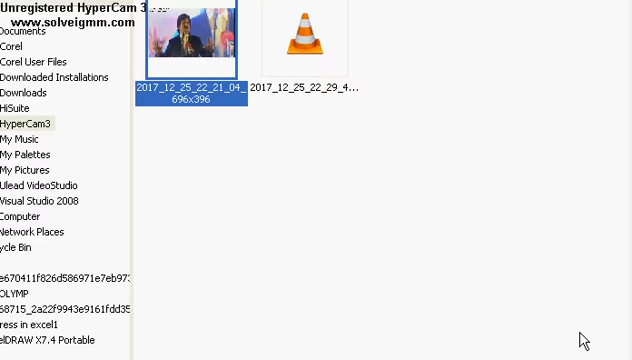 Unregistered HyperCam 3
www.solveigmm.com
Documents
Corel
Corel User Files
Downloaded Installations
Downloads
HiSuite
HyperCam3
My Music
My Palettes
My Pictures
Ulead VideoStudio
Visual Studio 2008
Computer
Network Places
ycle Bin
e670411f826d586971e7eb973
OLYMP
68715_2a22f9943e9161fdd35
ress in excel1
elDRAW X7.4 Portable
2017_12_25_22_21_04_
696x396
2017_12_25_22_29_4...